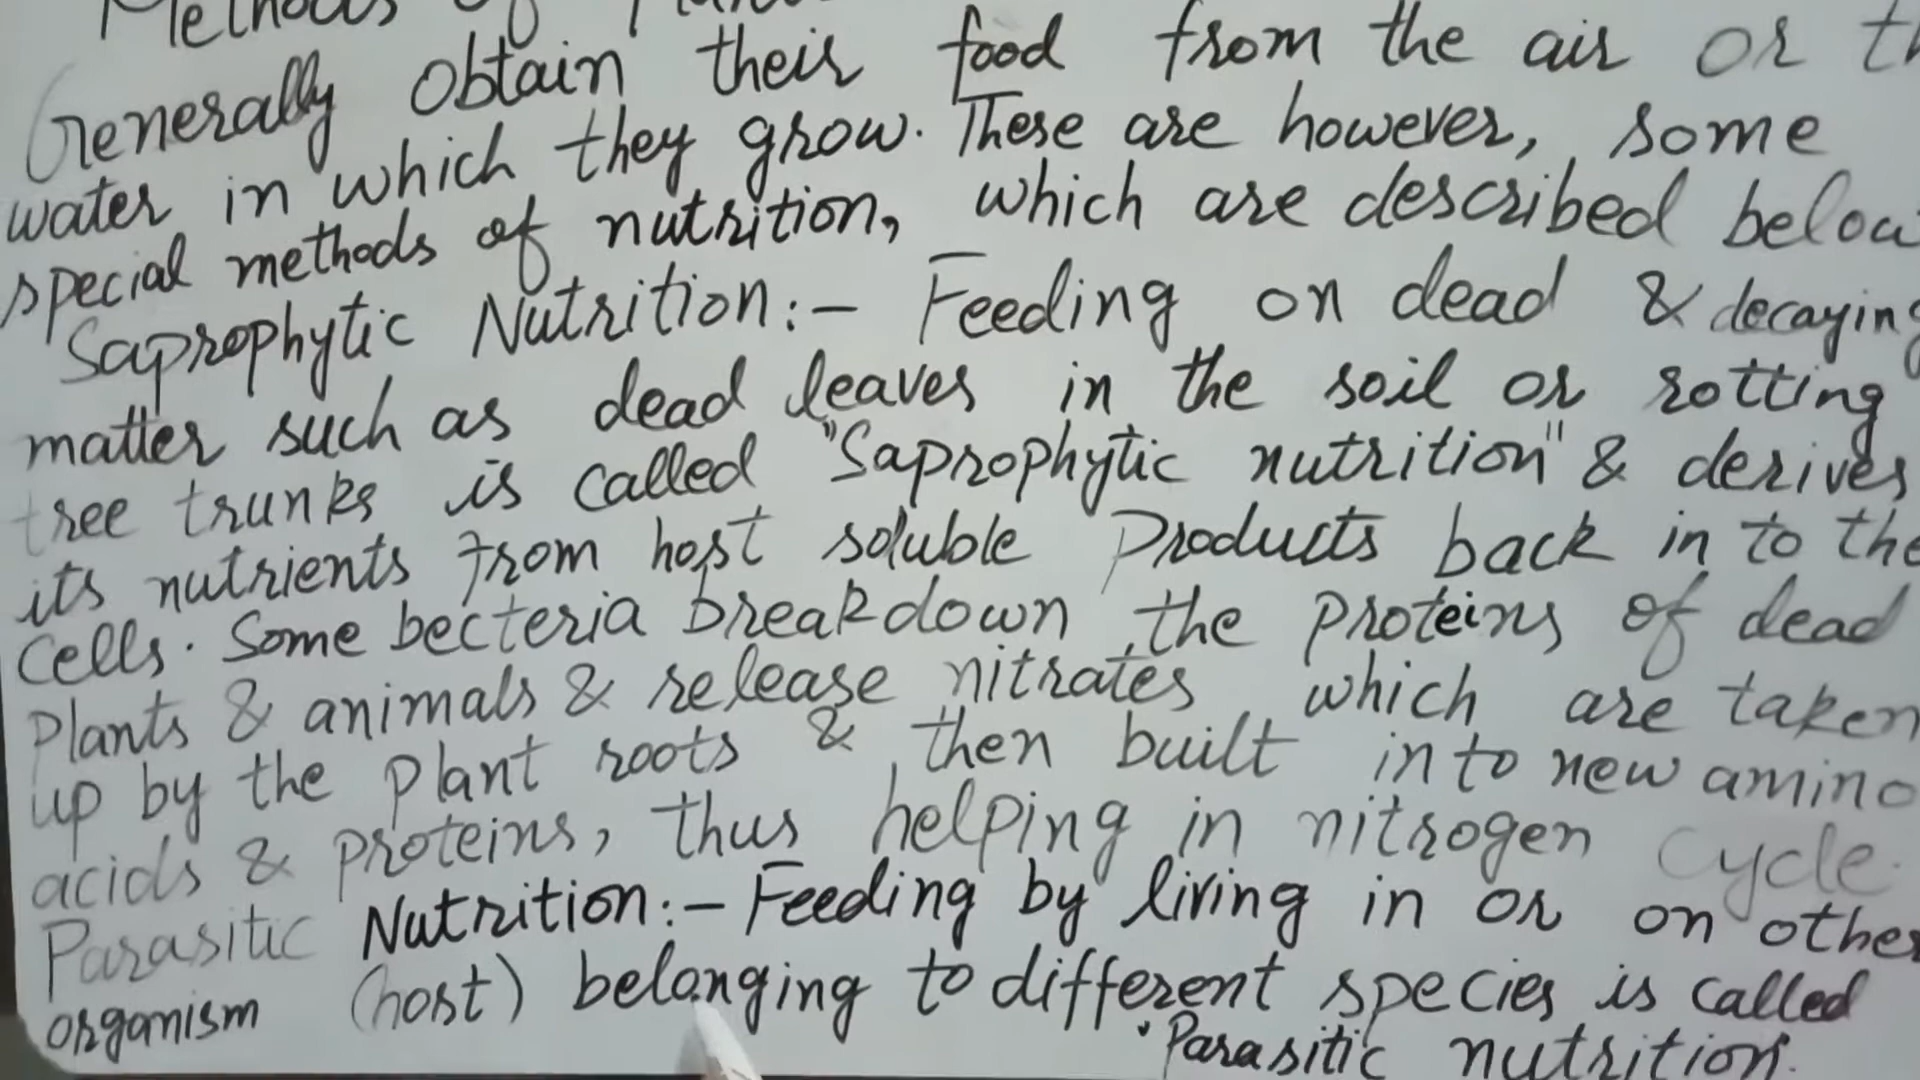 Methods of
Generally obtain their food from the air or th
water in which they grow. These are however, some
special methods of nutrition, which are described below
Saprophytic Nutrition:- Feeding on dead & decaying
matter such as dead leaves in the soil or rotting
tree trunks is called "Saprophytic nutrition" & derives
its nutrients from host soluble Products back in to the
Cells. Some becteria breakdown the proteins of dead
Plants & animals & release nitrates which are taken
up by the plant roots & then built in to new amino
acids & proteins, thus helping in nitrogen Cycle.
Parasitic Nutrition:- Feeding by living in or on other
organism (host) belonging to different species is called
"Parasitic nutrition.